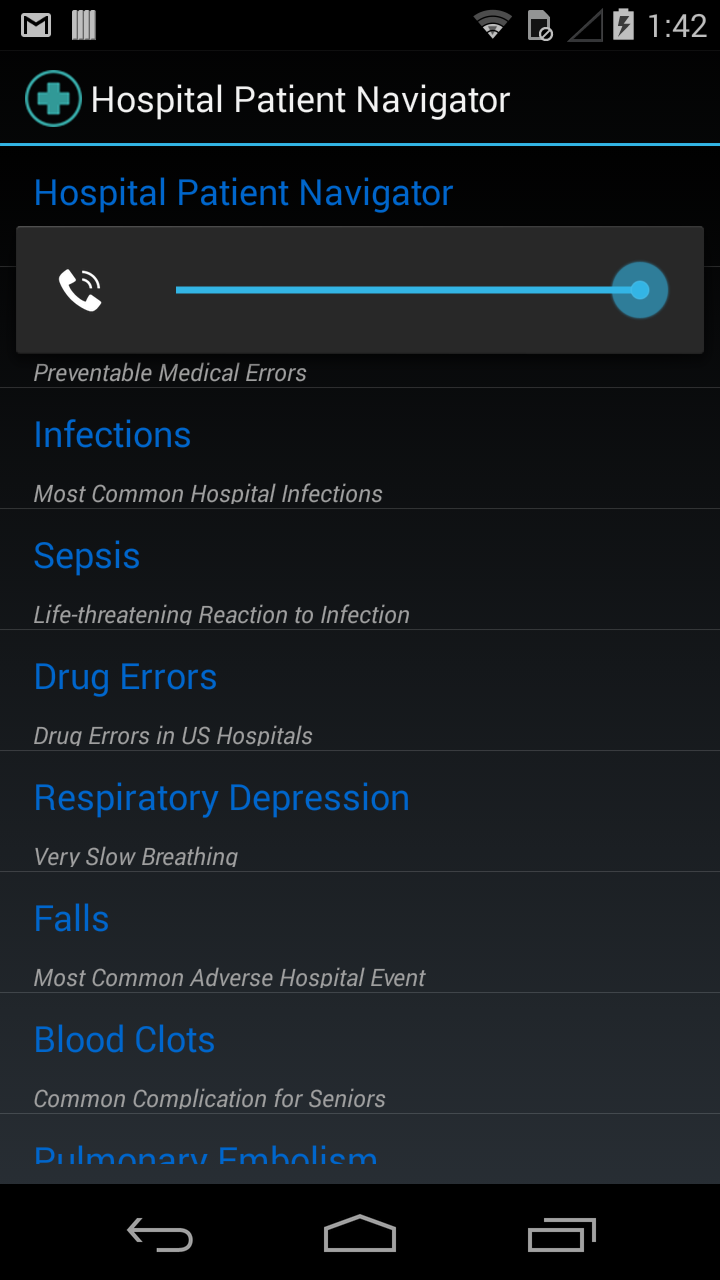 1:42
Hospital Patient Navigator
Hospital Patient Navigator
Preventable Medical Errors
Infections
Most Common Hospital Infections
Sepsis
Life-threatening Reaction to Infection
Drug Errors
Drug Errors in US Hospitals
Respiratory Depression
Very Slow Breathing
Falls
Most Common Adverse Hospital Event
Blood Clots
Common Complication for Seniors
Pulmonary Embolism